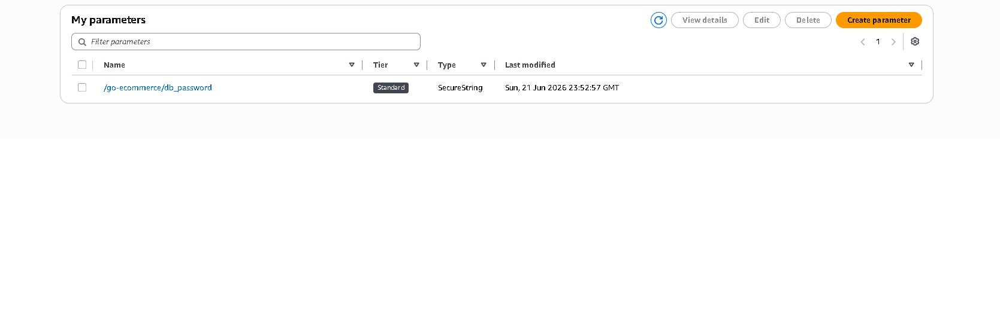 My parameters
View details
Edit
Delete
Create parameter
Filter parameters
1
Name
Tier
Type
Last modified
/go-ecommerce/db_password
Standard
SecureString
Sun, 21 Jun 2026 23:52:57 GMT